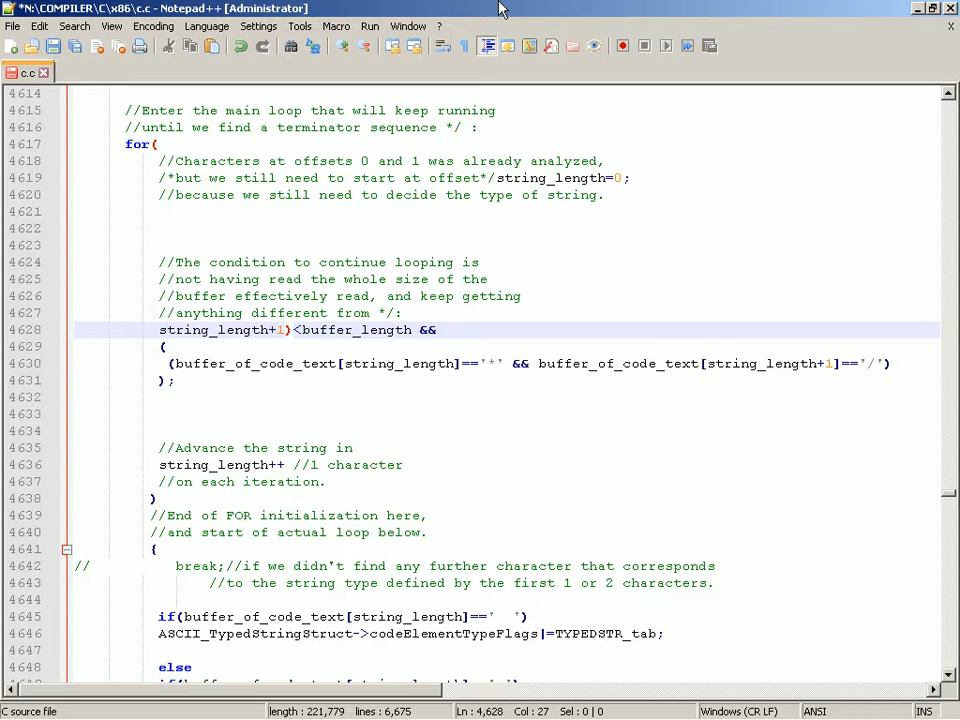 *N:\COMPILER\C\x86\c.c - Notepad++ [Administrator]
File Edit Search View Encoding Language Settings Tools Macro Run Window ? X
c.c
4614
4615 //Enter the main loop that will keep running
4616 //until we find a terminator sequence */ :
4617 for(
4618 //Characters at offsets 0 and 1 was already analyzed,
4619 /*but we still need to start at offset*/string_length=0;
4620 //because we still need to decide the type of string.
4621
4622
4623
4624 //The condition to continue looping is
4625 //not having read the whole size of the
4626 //buffer effectively read, and keep getting
4627 //anything different from */:
4628 string_length+1)<buffer_length &&
4629 (
4630 (buffer_of_code_text[string_length]=='*' && buffer_of_code_text[string_length+1]=='/')
4631 );
4632
4633
4634
4635 //Advance the string in
4636 string_length++ //1 character
4637 //on each iteration.
4638 )
4639 //End of FOR initialization here,
4640 //and start of actual loop below.
4641 {
4642 // break;//if we didn't find any further character that corresponds
4643 //to the string type defined by the first 1 or 2 characters.
4644
4645 if(buffer_of_code_text[string_length]==' ')
4646 ASCII_TypedStringStruct->codeElementTypeFlags|=TYPEDSTR_tab;
4647
4648 else
C source file length : 221,779 lines : 6,675 Ln : 4,628 Col : 27 Sel : 0 | 0 Windows (CR LF) ANSI INS